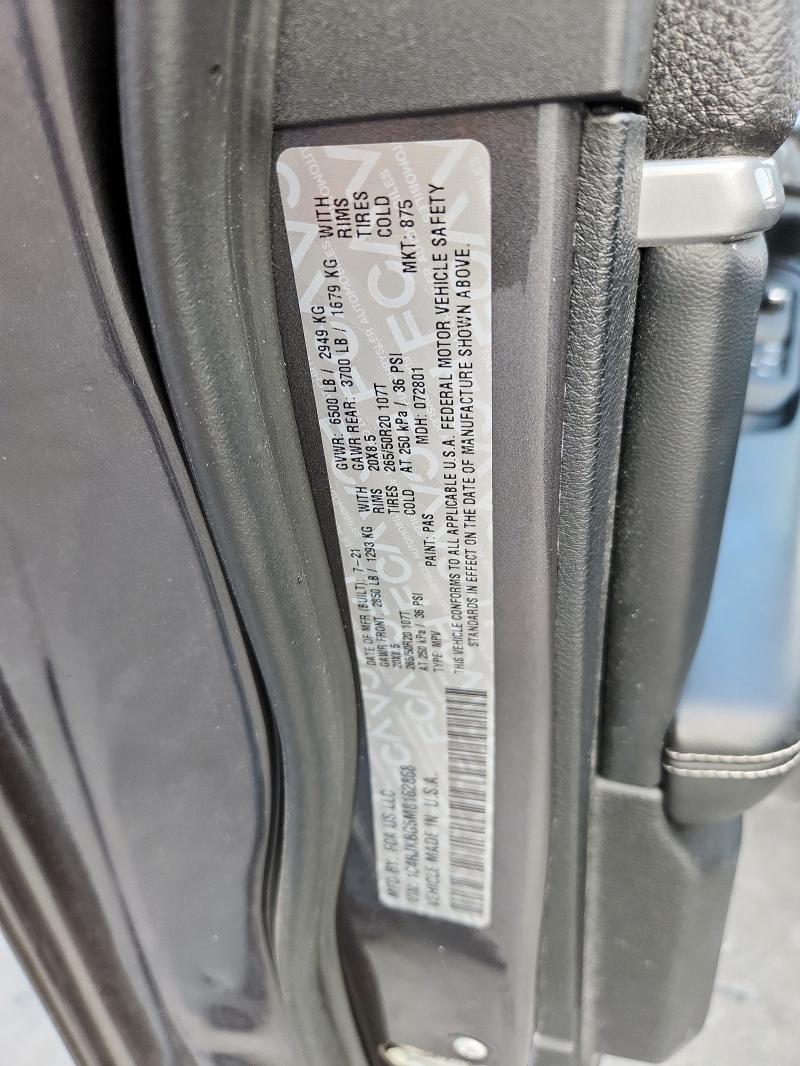 MFD BY: FCA US LLC
DATE OF MFR (BUILT): 7-21
GVWR: 6500 LB / 2949 KG
GAWR FRONT: 2850 LB / 1293 KG WITH
20X8.5 RIMS
265/50R20 107T TIRES
AT 250 kPa / 36 PSI COLD
GAWR REAR: 3700 LB / 1679 KG WITH
20X8.5 RIMS
265/50R20 107T TIRES
AT 250 kPa / 36 PSI COLD
VIN: 1C4RJKBG5M8162868
TYPE: MPV
PAINT: PAS
MDH: 072801
MKT: 875
VEHICLE MADE IN U.S.A.
THIS VEHICLE CONFORMS TO ALL APPLICABLE U.S.A. FEDERAL MOTOR VEHICLE SAFETY
STANDARDS IN EFFECT ON THE DATE OF MANUFACTURE SHOWN ABOVE.